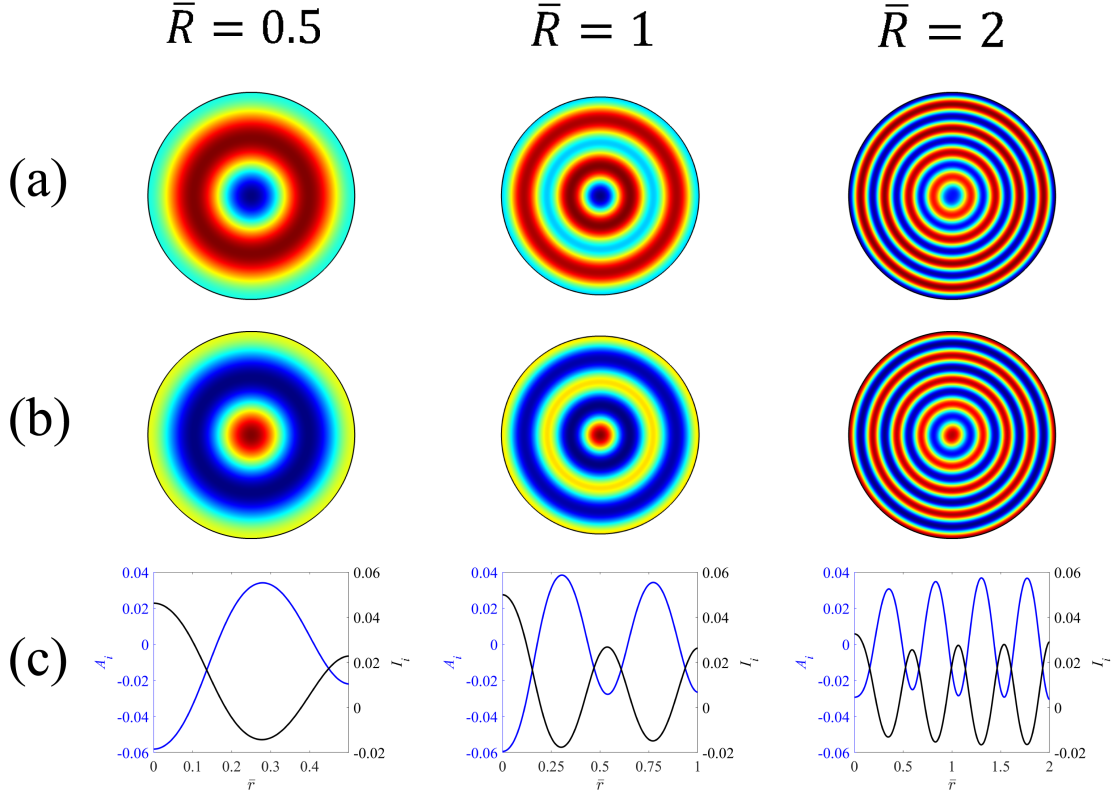 R̄ = 0.5 R̄ = 1 R̄ = 2
(a)
(b)
(c)
0.04 0.06 0.04 0.06 0.04 0.06
0.02 0.04 0.02 0.04 0.02 0.04
0 0 0
-0.02 0.02 -0.02 0.02 -0.02 0.02
-0.04 0 -0.04 0 -0.04 0
-0.06 -0.02 -0.06 -0.02 -0.06 -0.02
A_i I_i A_i I_i A_i I_i
0 0.1 0.2 0.3 0.4 0 0.25 0.5 0.75 1 0 0.5 1.0 1.5 2
r̄ r̄ r̄